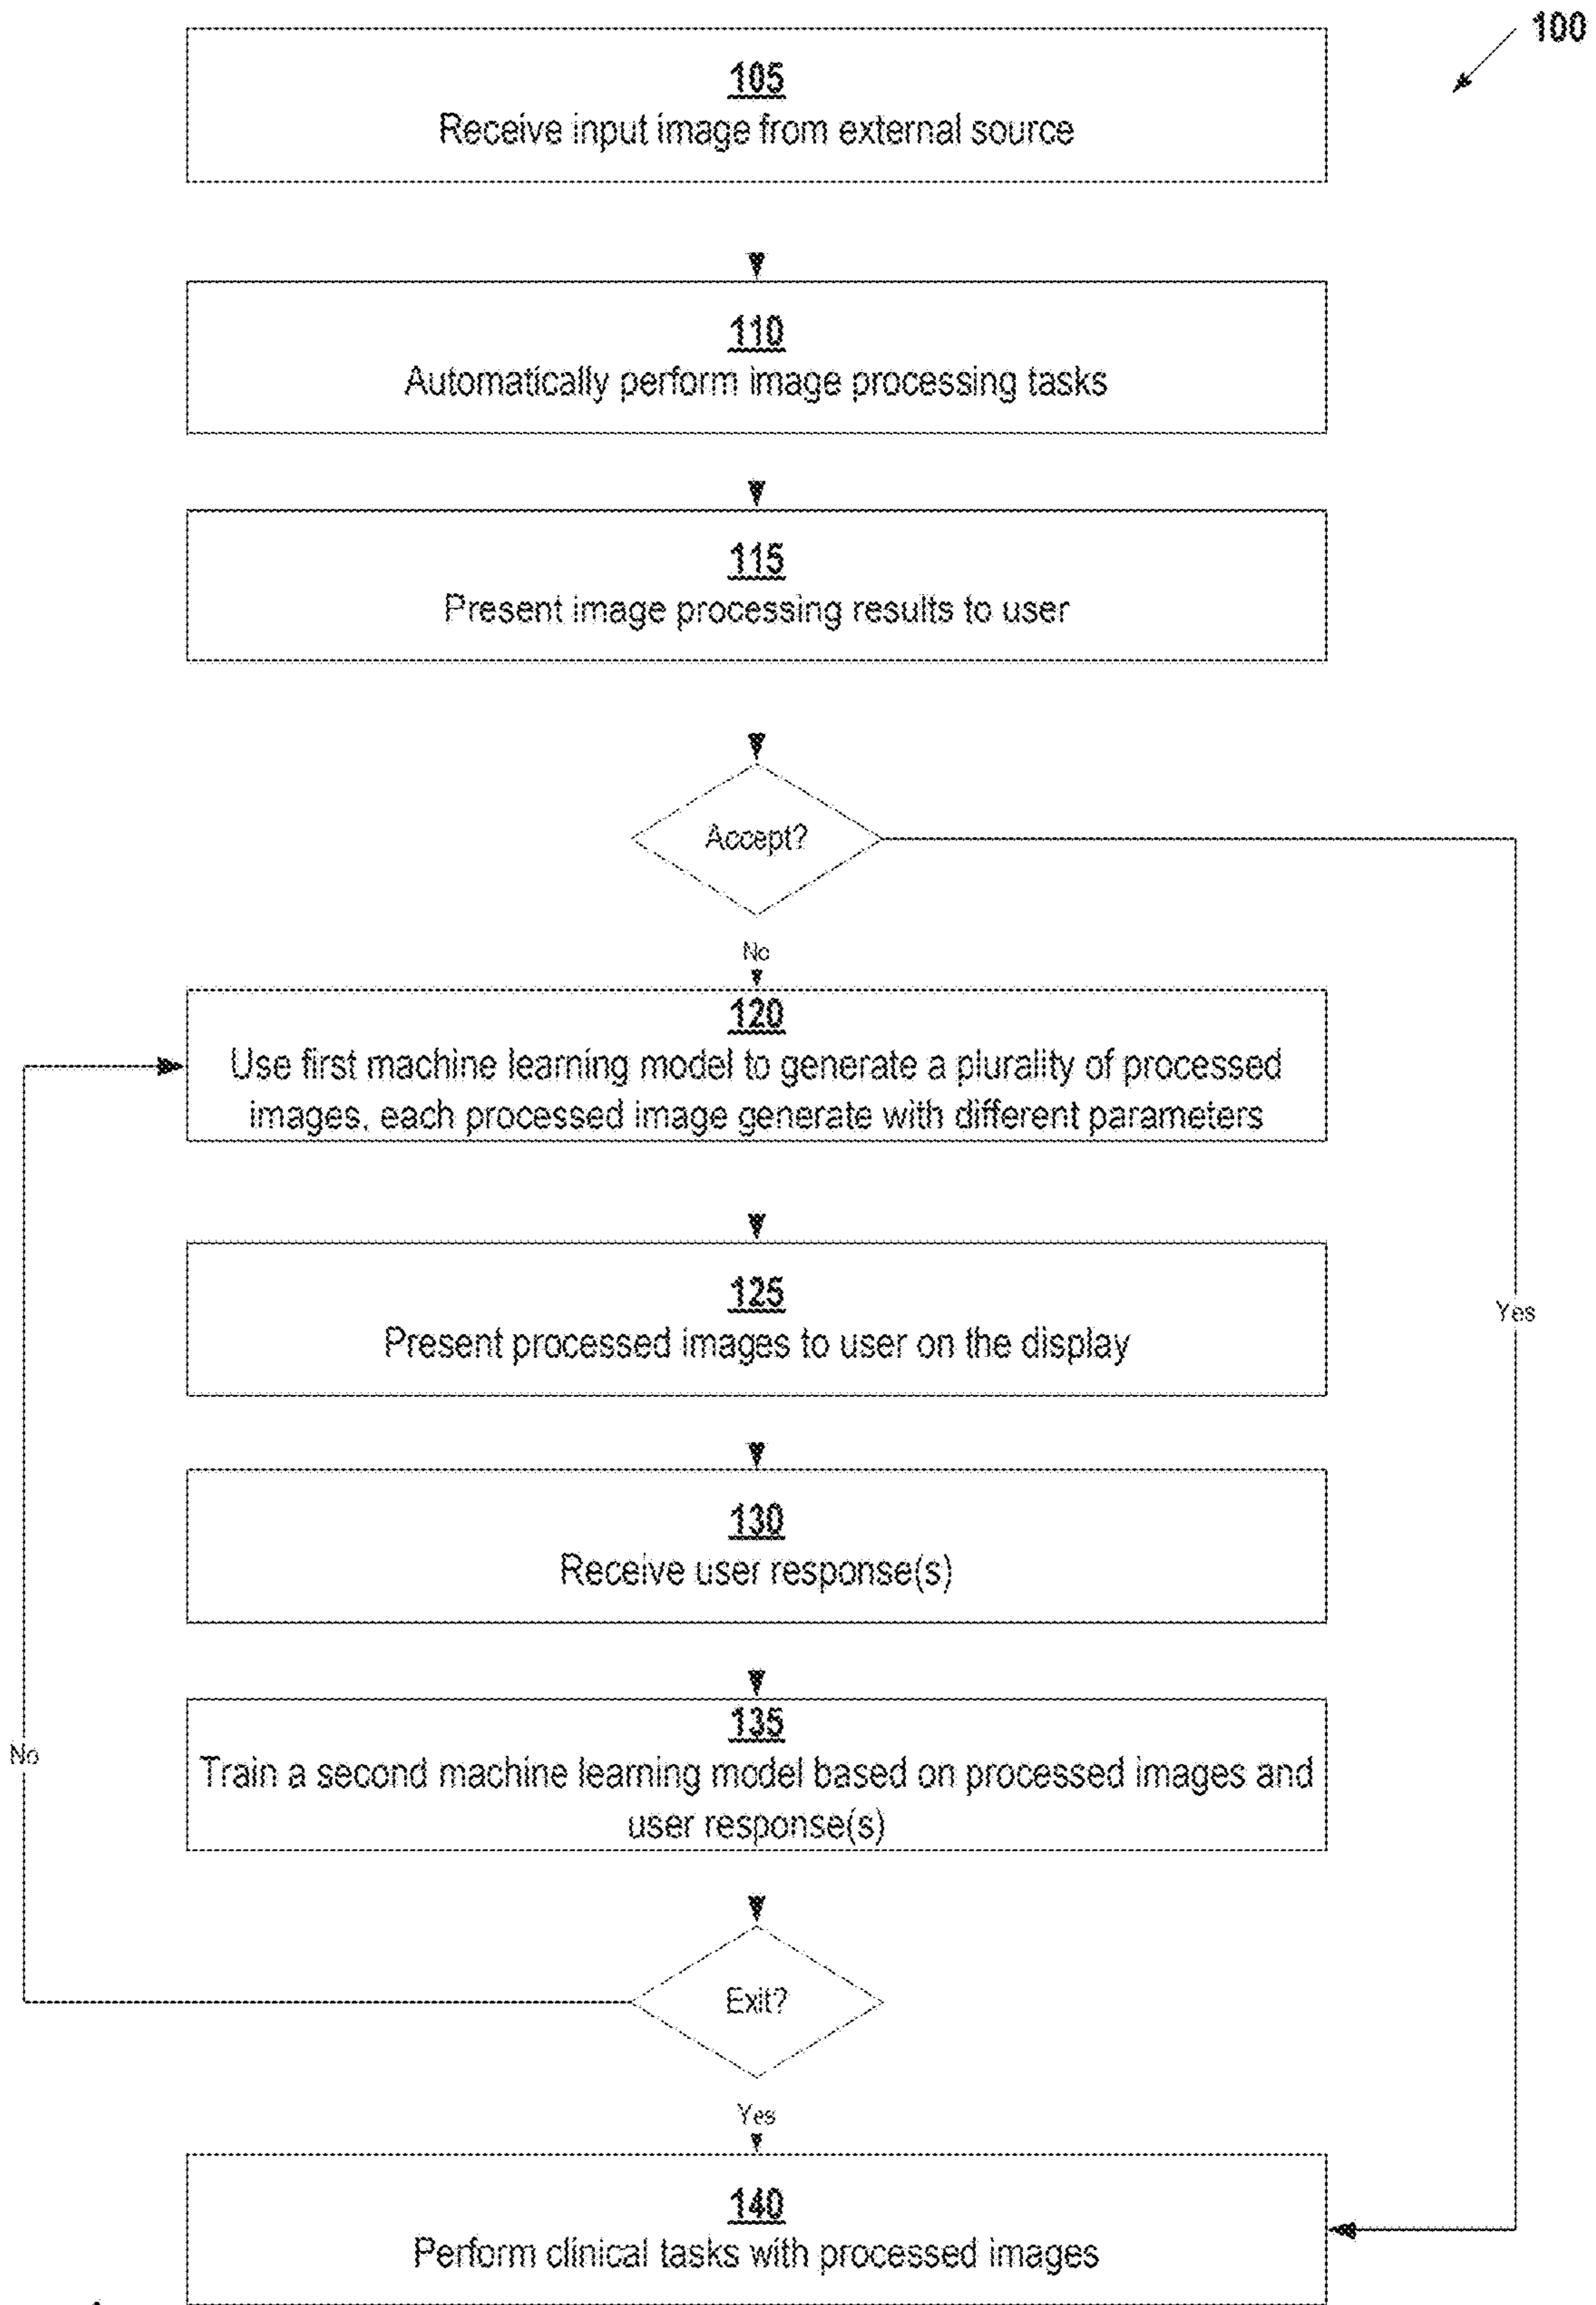 100
105
Receive input image from external source
110
Automatically perform image processing tasks
115
Present image processing results to user
Accept?
No
120
Use first machine learning model to generate a plurality of processed
images, each processed image generate with different parameters
125
Present processed images to user on the display
Yes
130
Receive user response(s)
135
Train a second machine learning model based on processed images and
user response(s)
No
Exit?
Yes
140
Perform clinical tasks with processed images